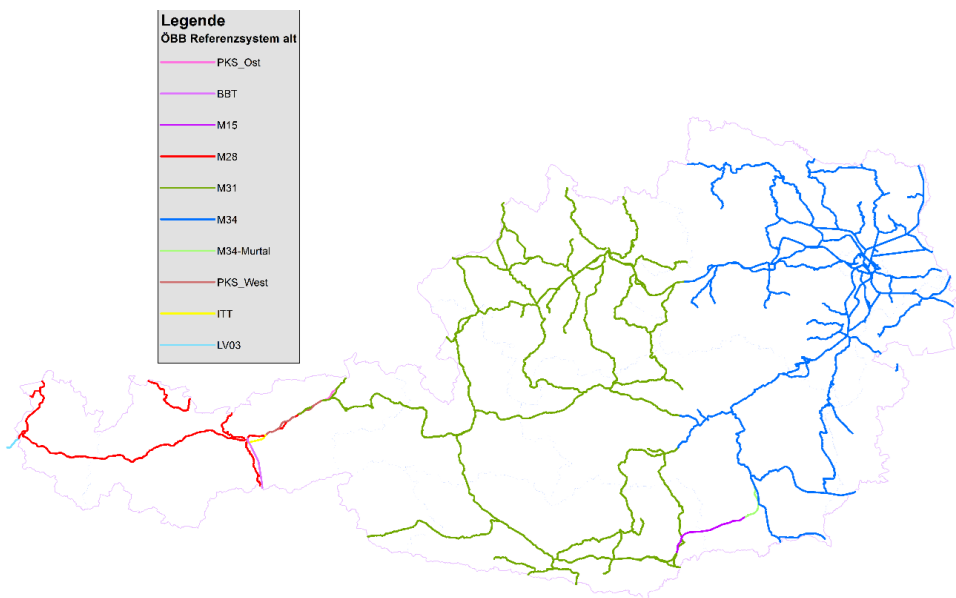 Legende
ÖBB Referenzsystem alt
PKS_Ost
BBT
M15
M28
M31
M34
M34-Murtal
PKS_West
ITT
LV03